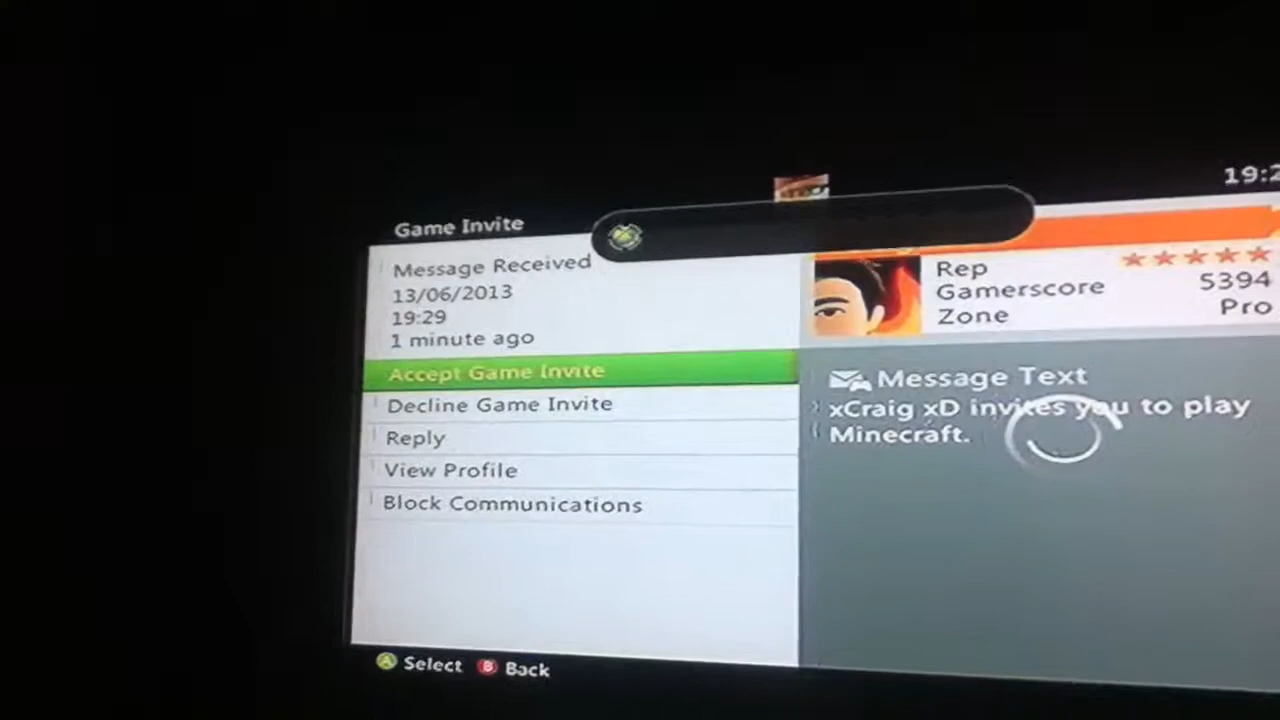 19:2
Game Invite
Message Received
13/06/2013
19:29
1 minute ago
Accept Game Invite
Decline Game Invite
Reply
View Profile
Block Communications
Rep
Gamerscore 5394
Zone Pro
Message Text
xCraig xD invites you to play
Minecraft.
A Select B Back